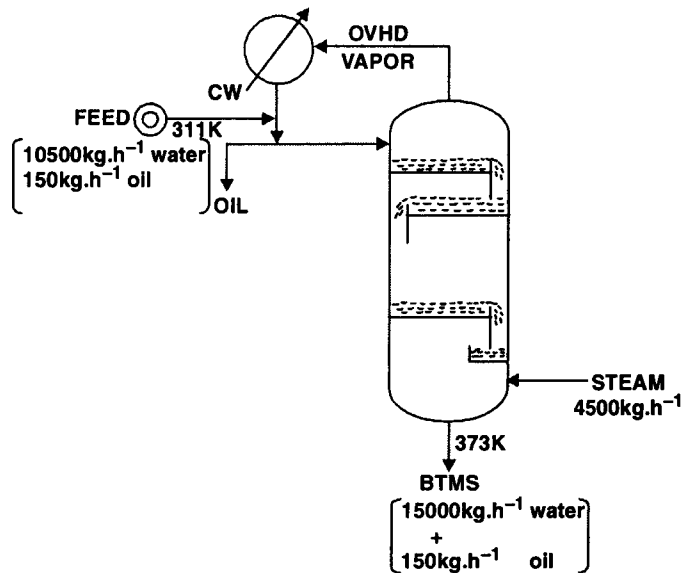 OVHD
VAPOR
CW
FEED
311K
10500kg.h⁻¹ water
150kg.h⁻¹ oil
OIL
STEAM
4500kg.h⁻¹
373K
BTMS
15000kg.h⁻¹ water
+
150kg.h⁻¹ oil